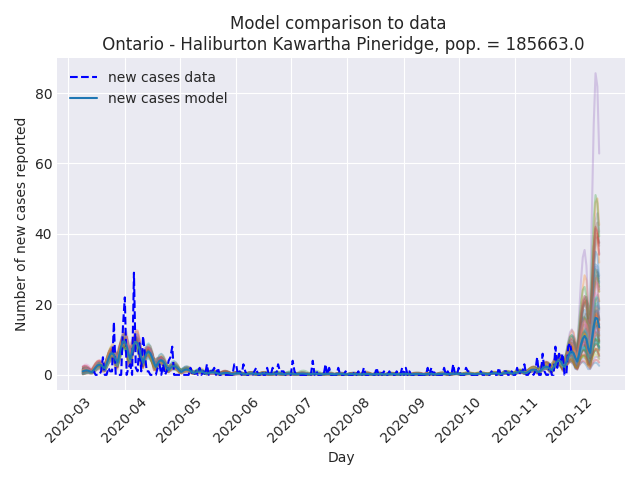 Model comparison to data
Ontario - Haliburton Kawartha Pineridge, pop. = 185663.0
new cases data
new cases model
Number of new cases reported
80
60
40
20
0
2020-03
2020-04
2020-05
2020-06
2020-07
2020-08
2020-09
2020-10
2020-11
2020-12
Day